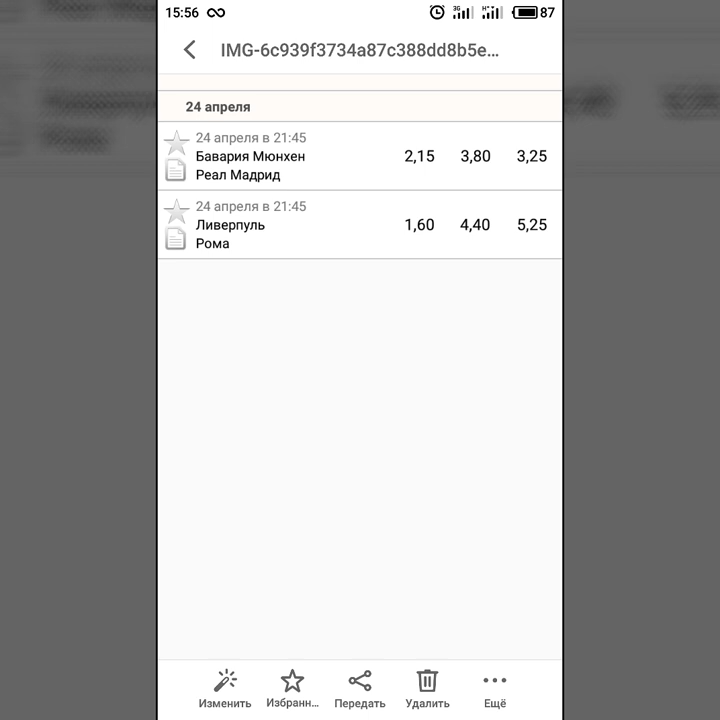 15:56 87
IMG-6c939f3734a87c388dd8b5e...
24 апреля
24 апреля в 21:45
Бавария Мюнхен 2,15 3,80 3,25
Реал Мадрид
24 апреля в 21:45
Ливерпуль 1,60 4,40 5,25
Рома
Изменить Избранн... Передать Удалить Ещё